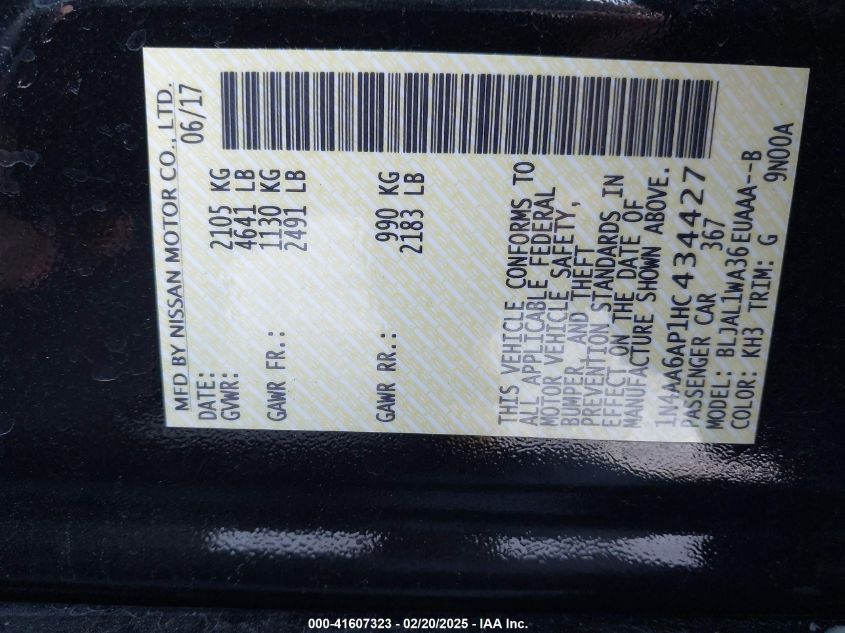 MFD BY NISSAN MOTOR CO., LTD.
DATE: 06/17
GVWR: 2105 KG
4641 LB
GAWR FR.: 1130 KG
2491 LB
GAWR RR.: 990 KG
2183 LB
THIS VEHICLE CONFORMS TO
ALL APPLICABLE FEDERAL
MOTOR VEHICLE SAFETY,
BUMPER, AND THEFT
PREVENTION STANDARDS IN
EFFECT ON THE DATE OF
MANUFACTURE SHOWN ABOVE.
1N4AA6AP1HC434427
PASSENGER CAR 367
MODEL: BLJAL1WA36EUAAA--B
COLOR: KH3 TRIM: G 9N00A
000-41607323 - 02/20/2025 - IAA Inc.